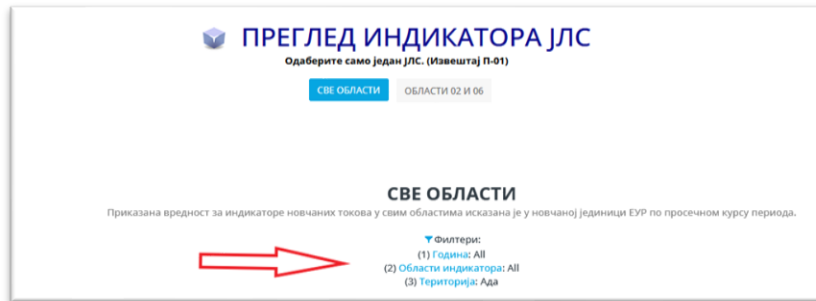 ПРЕГЛЕД ИНДИКАТОРА ЈЛС
Одаберите само један ЈЛС. (Извештај П-01)
СВЕ ОБЛАСТИ ОБЛАСТИ 02 И 06
СВЕ ОБЛАСТИ
Приказана вредност за индикаторе новчаних токова у свим областима исказана је у новчаној јединици ЕУР по просечном курсу периода.
Филтери:
(1) Година: All
(2) Области индикатора: All
(3) Територија: Ада